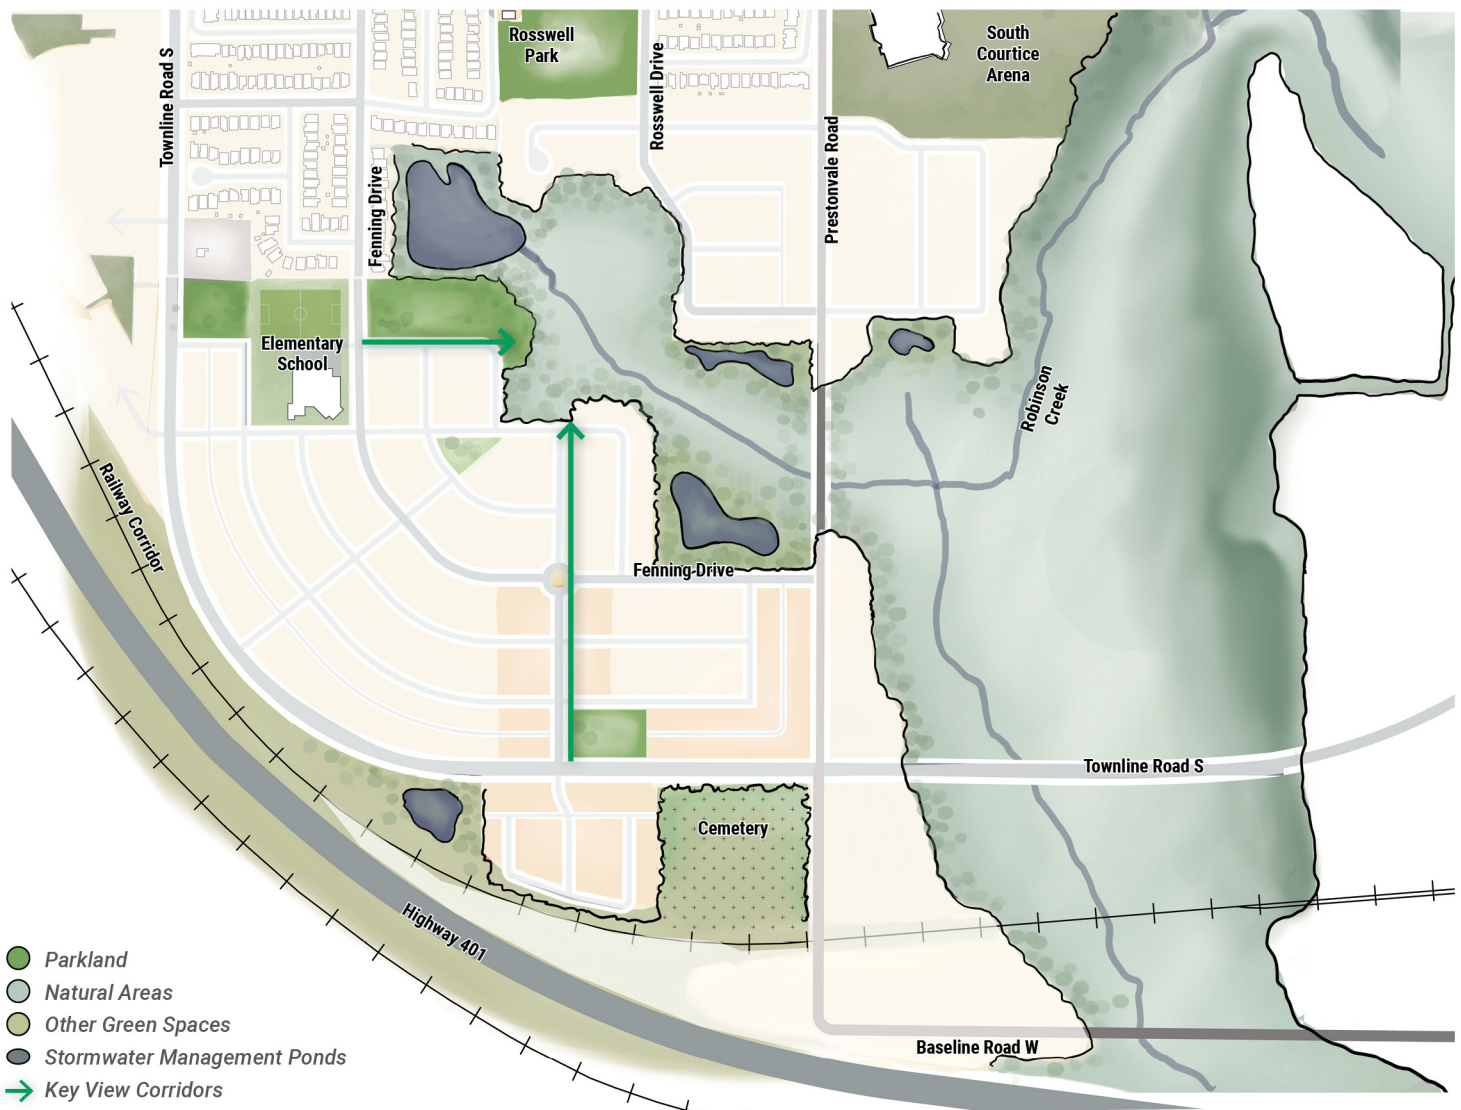 Rosswell
Park
South
Courtice
Arena
Townline Road S
Rosswell Drive
Prestonvale Road
Fenning Drive
Elementary
School
Robinson
Creek
Railway Corridor
Fenning Drive
Townline Road S
Cemetery
Highway 401
Baseline Road W
Parkland
Natural Areas
Other Green Spaces
Stormwater Management Ponds
Key View Corridors